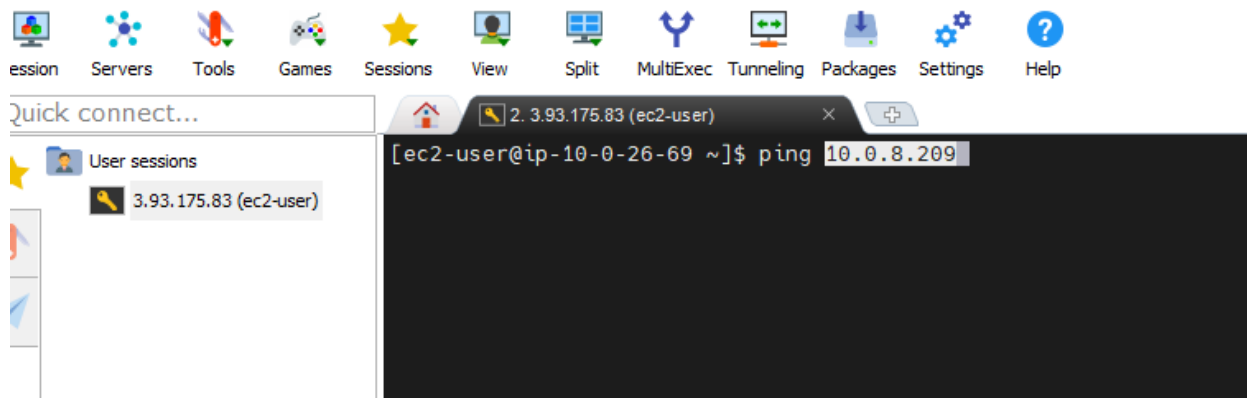 ession Servers Tools Games Sessions View Split MultiExec Tunneling Packages Settings Help
Quick connect...
2. 3.93.175.83 (ec2-user)
[ec2-user@ip-10-0-26-69 ~]$ ping 10.0.8.209
User sessions
3.93.175.83 (ec2-user)